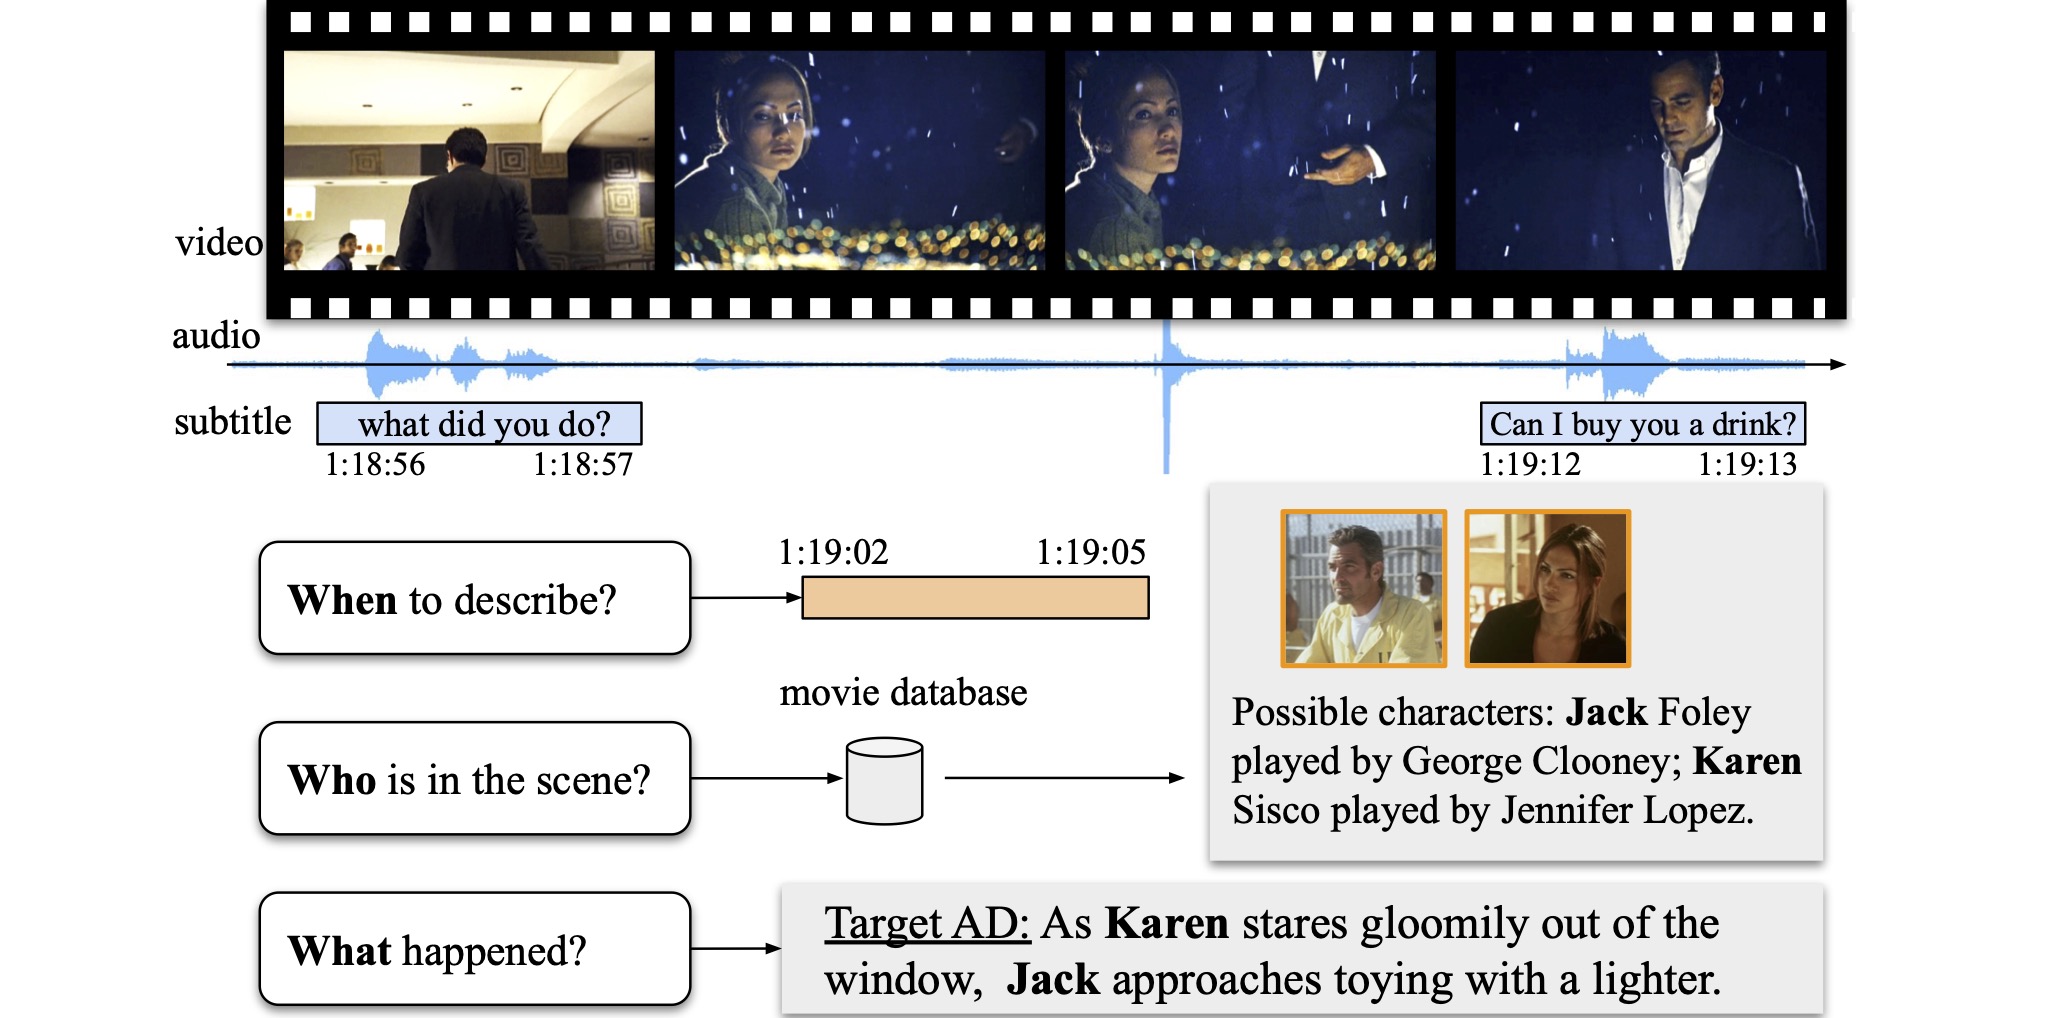 video
audio
subtitle
what did you do?
Can I buy you a drink?
1:18:56
1:18:57
1:19:12
1:19:13
When to describe?
1:19:02
1:19:05
movie database
Who is in the scene?
Possible characters: Jack Foley
played by George Clooney; Karen
Sisco played by Jennifer Lopez.
What happened?
Target AD: As Karen stares gloomily out of the
window, Jack approaches toying with a lighter.